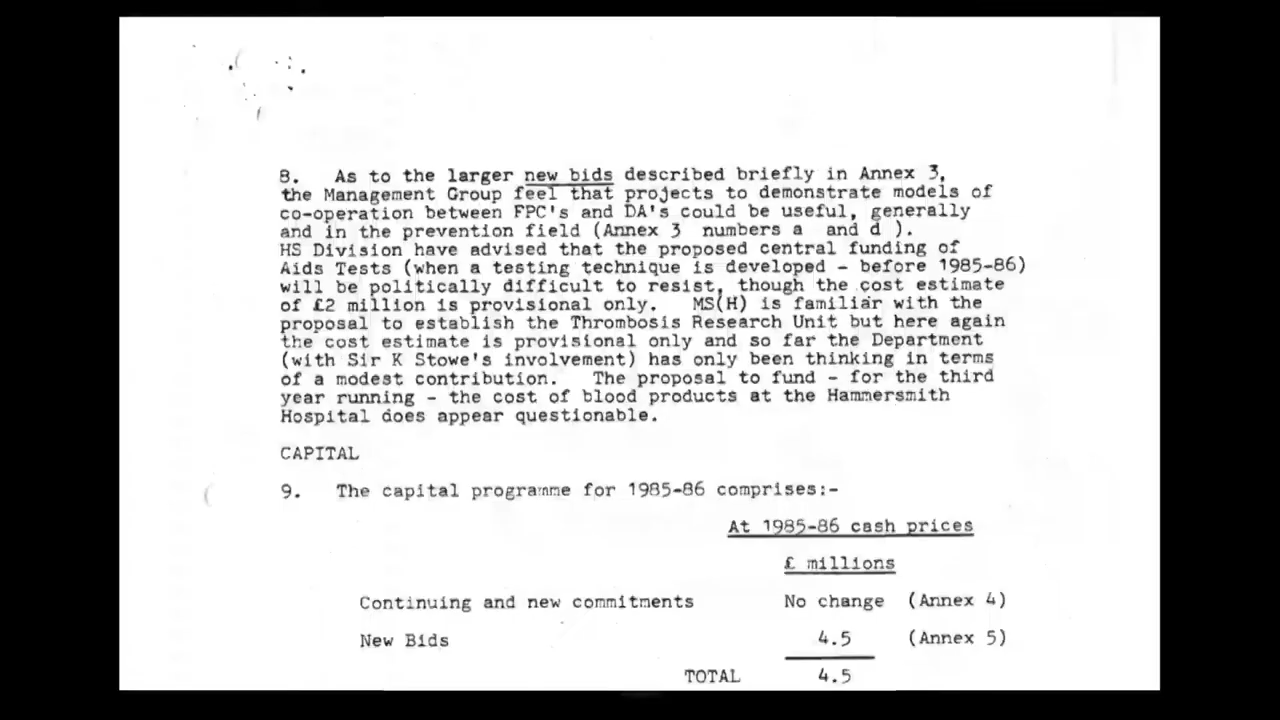 8. As to the larger new bids described briefly in Annex 3,
the Management Group feel that projects to demonstrate models of
co-operation between FPC's and DA's could be useful, generally
and in the prevention field (Annex 3 numbers a and d ).
HS Division have advised that the proposed central funding of
Aids Tests (when a testing technique is developed - before 1985-86)
will be politically difficult to resist, though the cost estimate
of £2 million is provisional only. MS(H) is familiar with the
proposal to establish the Thrombosis Research Unit but here again
the cost estimate is provisional only and so far the Department
(with Sir K Stowe's involvement) has only been thinking in terms
of a modest contribution. The proposal to fund - for the third
year running - the cost of blood products at the Hammersmith
Hospital does appear questionable.
CAPITAL
9. The capital programme for 1985-86 comprises:-
At 1985-86 cash prices
£ millions
Continuing and new commitments No change (Annex 4)
New Bids 4.5 (Annex 5)
TOTAL 4.5